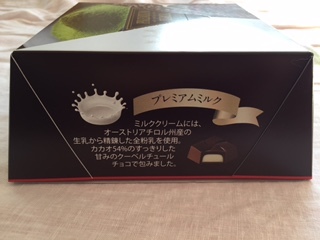 プレミアムミルク
ミルククリームには、
オーストリアチロル州産の
生乳から精錬した全粉乳を使用。
カカオ54%のすっきりした
甘みのクーベルチュール
チョコで包みました。